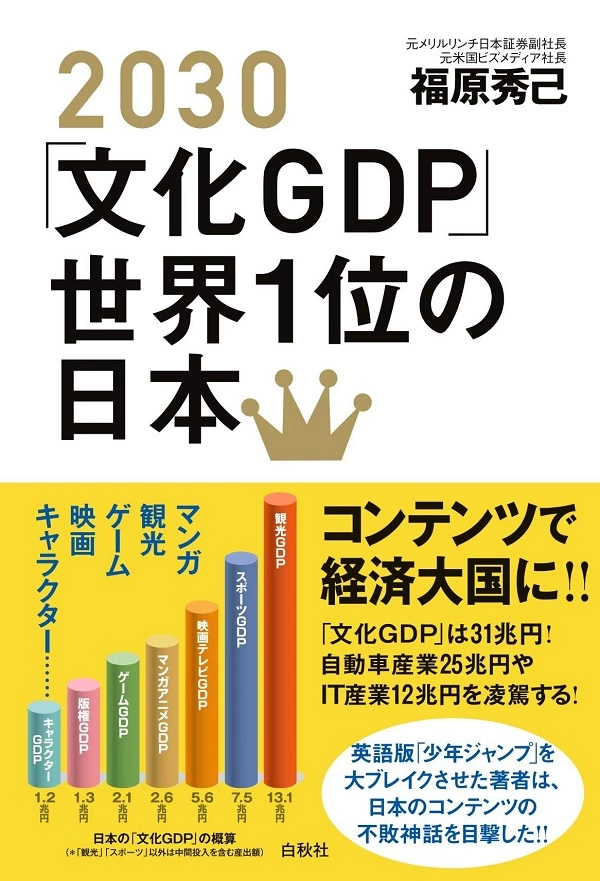 元メリルリンチ日本証券副社長
元米国ビズメディア社長
福原秀己
2030
「文化GDP」
世界1位の
日本
マンガ
観光
ゲーム
映画
キャラクター……
キャラクターGDP
版権GDP
ゲームGDP
マンガアニメGDP
映画テレビGDP
スポーツGDP
観光GDP
1.2兆円
1.3兆円
2.1兆円
2.6兆円
5.6兆円
7.5兆円
13.1兆円
日本の「文化GDP」の概算
(*「観光」「スポーツ」以外は中間投入を含む産出額)
コンテンツで
経済大国に!!
「文化GDP」は31兆円!
自動車産業25兆円や
IT産業12兆円を凌駕する!
英語版「少年ジャンプ」を
大ブレイクさせた著者は、
日本のコンテンツの
不敗神話を目撃した!!
白秋社